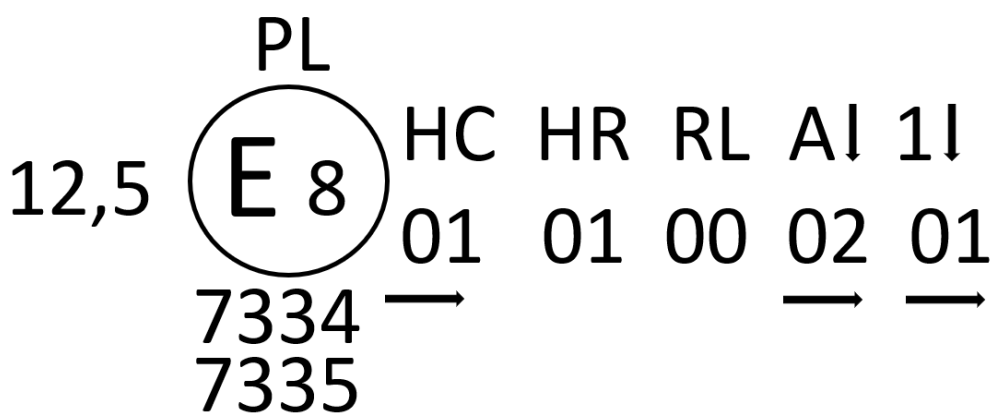 PL
HC HR RL A↓ 1↓
12,5 E 8
01 01 00 02 01
→ → →
7334
7335